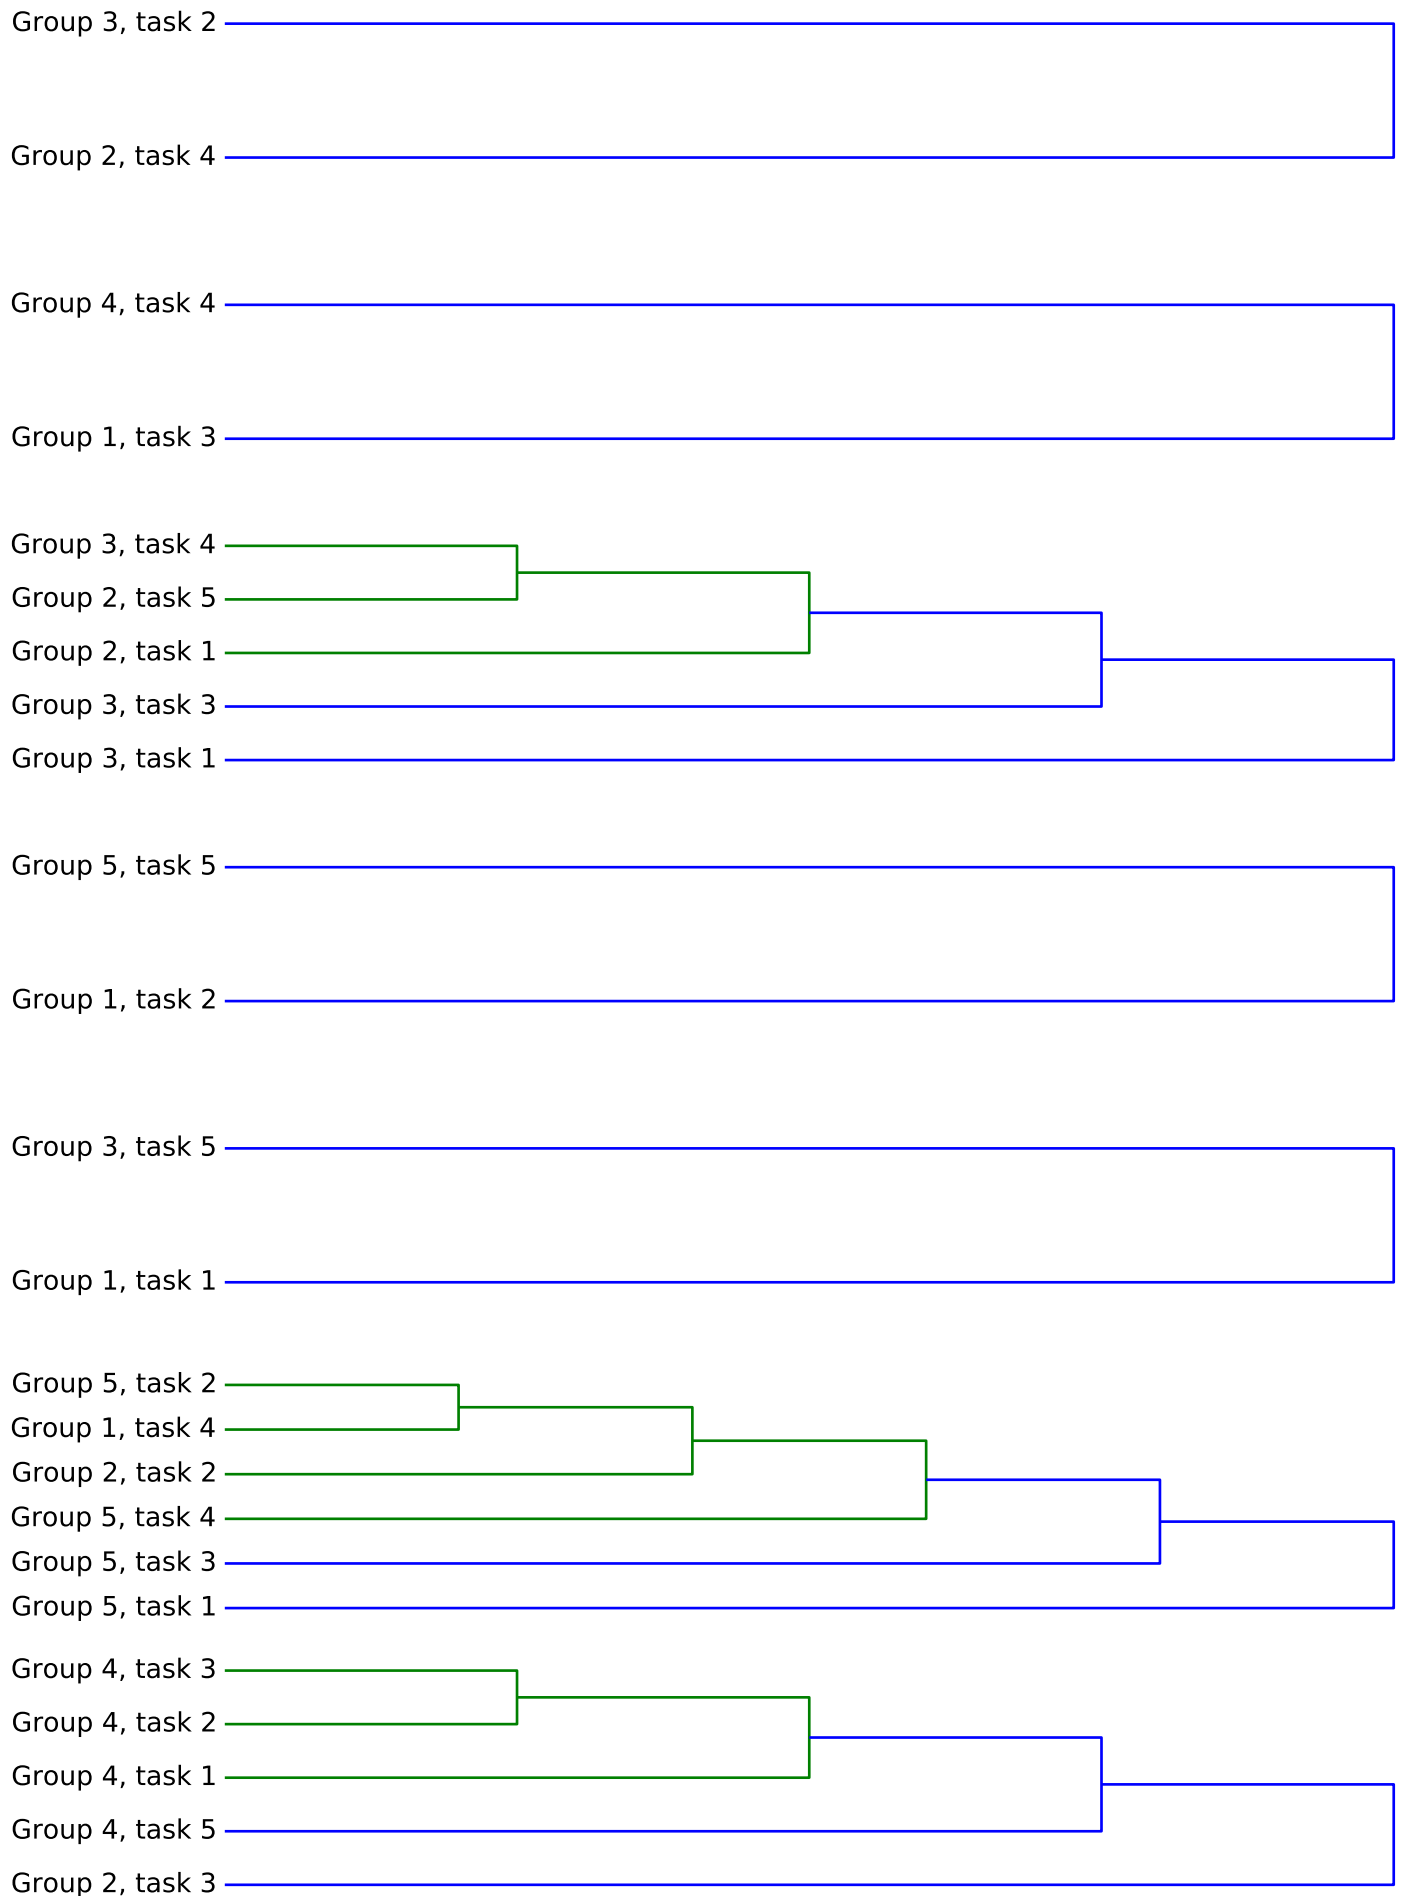 Group 3, task 2
Group 2, task 4
Group 4, task 4
Group 1, task 3
Group 3, task 4
Group 2, task 5
Group 2, task 1
Group 3, task 3
Group 3, task 1
Group 5, task 5
Group 1, task 2
Group 3, task 5
Group 1, task 1
Group 5, task 2
Group 1, task 4
Group 2, task 2
Group 5, task 4
Group 5, task 3
Group 5, task 1
Group 4, task 3
Group 4, task 2
Group 4, task 1
Group 4, task 5
Group 2, task 3